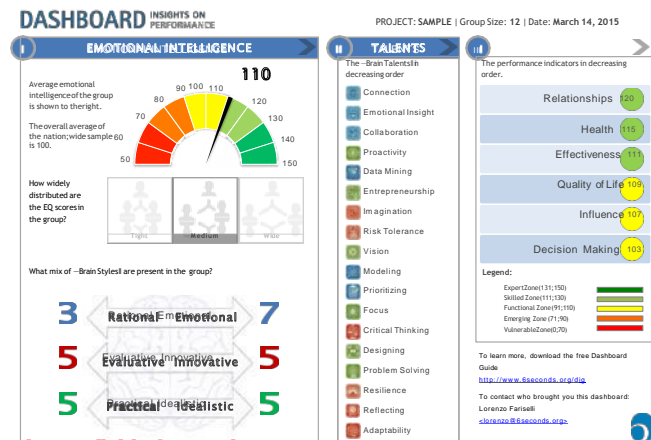 DASHBOARD INSIGHTS ON PERFORMANCE
PROJECT: SAMPLE | Group Size: 12 | Date: March 14, 2015
EMOTIONAL INTELLIGENCE
Average emotional
intelligence of the group
is shown to the right.
The overall average of
the nation; wide sample
is 100.
110
50
60
70
80
90
100
110
120
130
140
150
How widely
distributed are
the EQ scores in
the group?
Tight
Medium
Wide
What mix of —Brain Stylesll are present in the group?
3 Rational Emotional 7
5 Evaluative Innovative 5
5 Practical Idealistic 5
TALENTS
The —Brain Talentsll in
decreasing order
Connection
Emotional Insight
Collaboration
Proactivity
Data Mining
Entrepreneurship
Imagination
Risk Tolerance
Vision
Modeling
Prioritizing
Focus
Critical Thinking
Designing
Problem Solving
Resilience
Reflecting
Adaptability
The performance indicators in decreasing
order.
Relationships 120
Health 115
Effectiveness 111
Quality of Life 109
Influence 107
Decision Making 103
Legend:
ExpertZone(131;150)
Skilled Zone(111;130)
Functional Zone (91;110)
Emerging Zone (71;90)
VulnerableZone(0;70)
To learn more, download the free Dashboard
Guide
http://www.6seconds.org/dig
To contact who brought you this dashboard:
Lorenzo Fariselli
<lorenzo@6seconds.org>